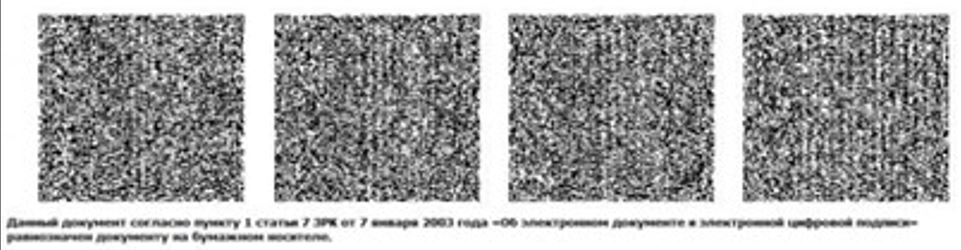 Данный документ согласно пункту 1 статьи 7 ЗРК от 7 января 2003 года «Об электронном документе и электронной цифровой подписи»
равнозначен документу на бумажном носителе.